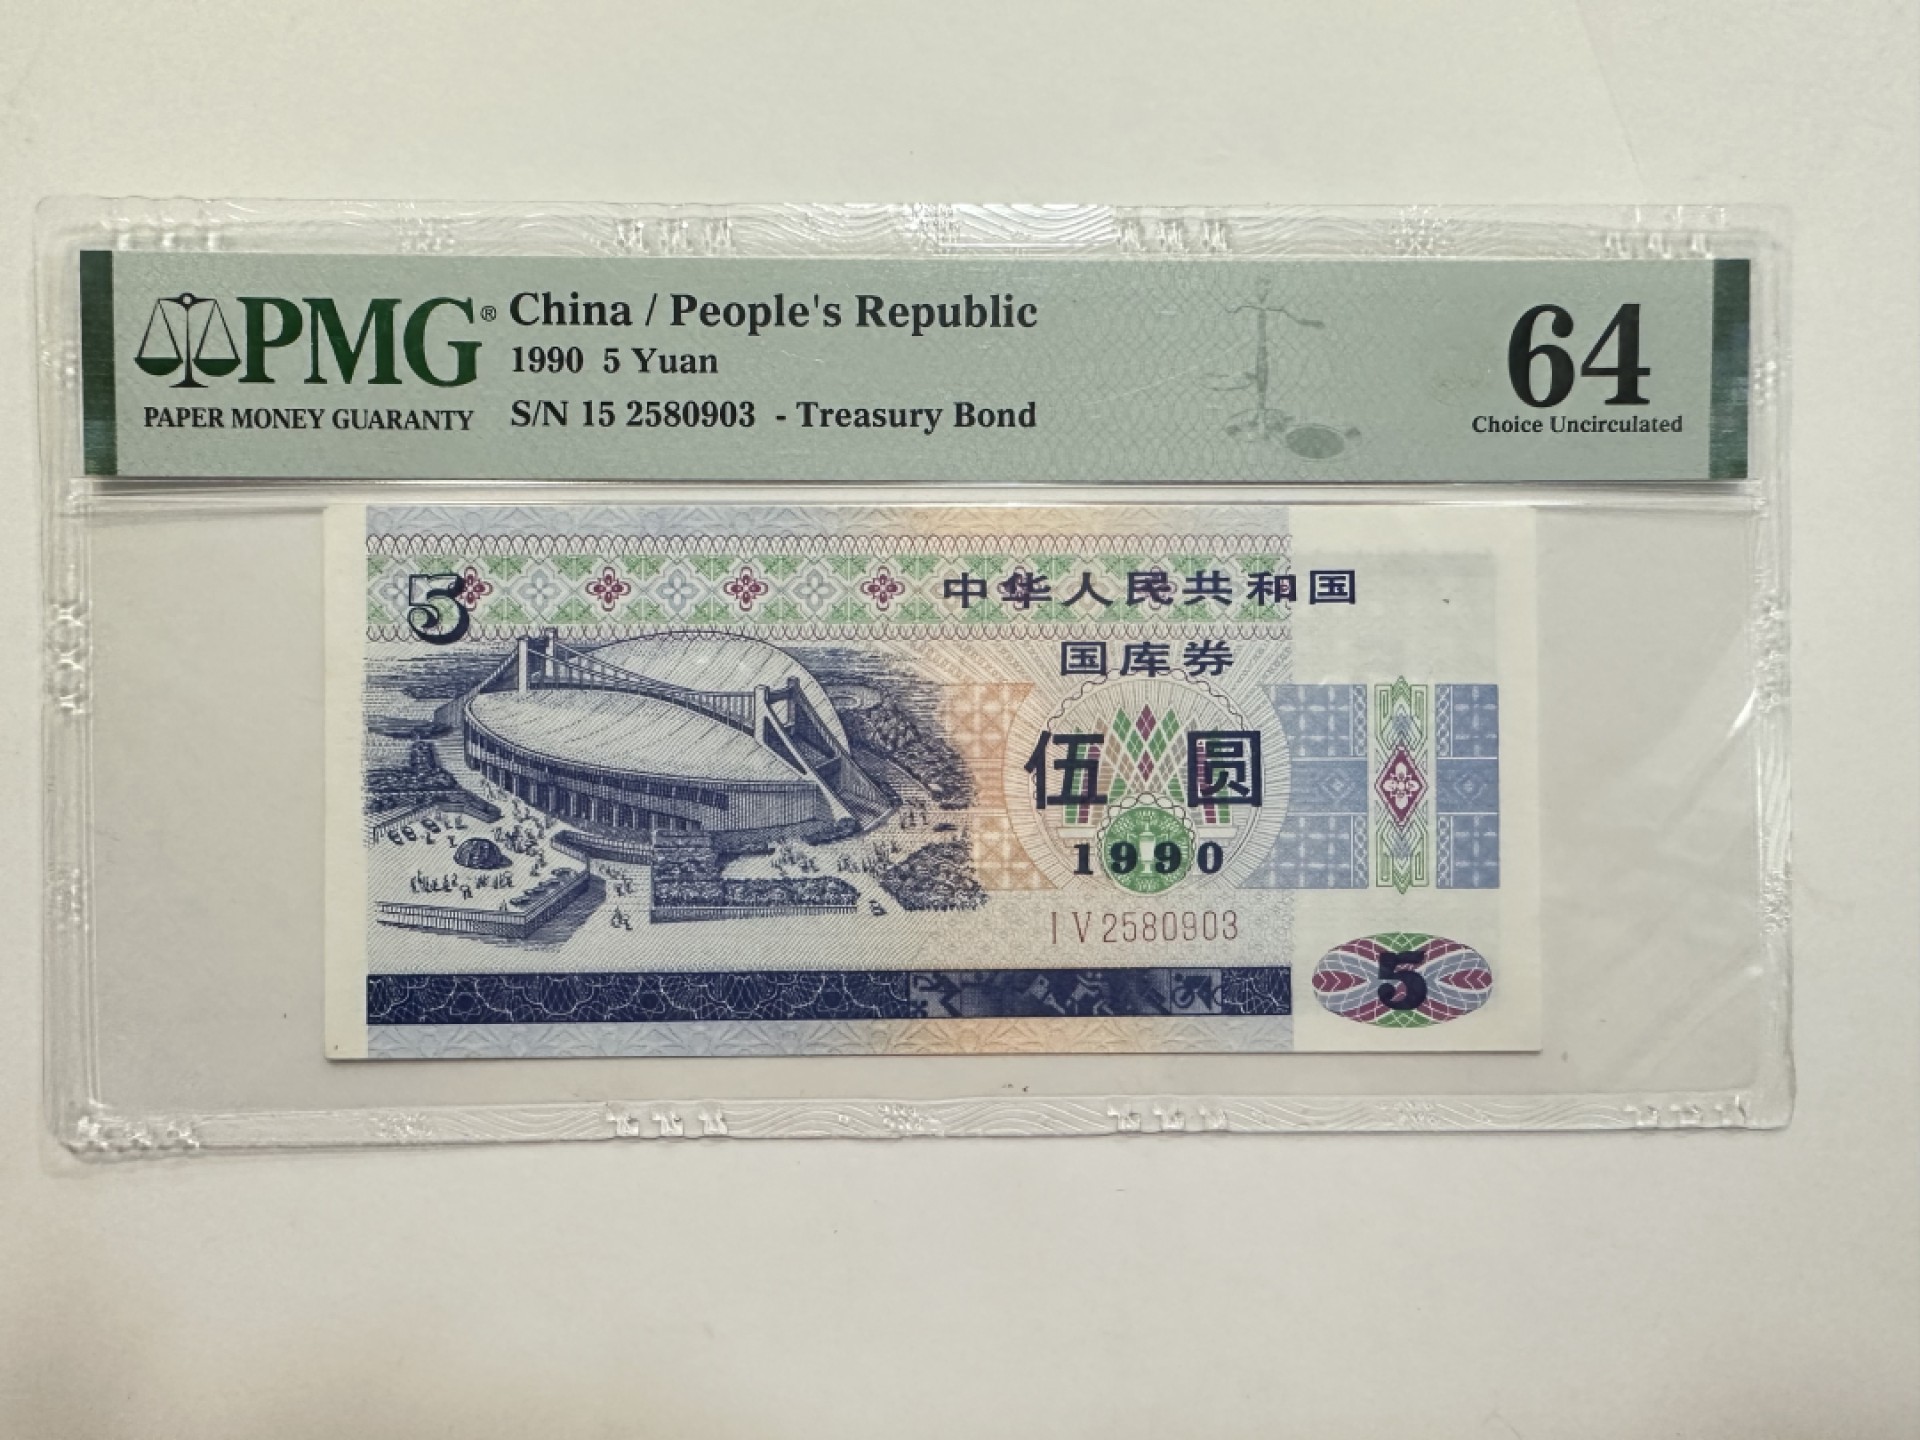 PMG®
PAPER MONEY GUARANTY
China / People's Republic
1990 5 Yuan
S/N 15 2580903 - Treasury Bond
64
Choice Uncirculated
5
中华人民共和国
国库券
伍圆
1990
IV2580903
5